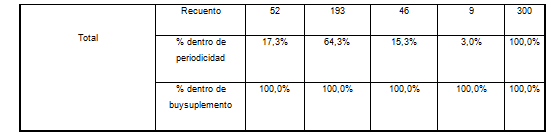 Recuento 52 193 46 9 300
Total
% dentro de periodicidad 17,3% 64,3% 15,3% 3,0% 100,0%
% dentro de buysuplemento 100,0% 100,0% 100,0% 100,0% 100,0%